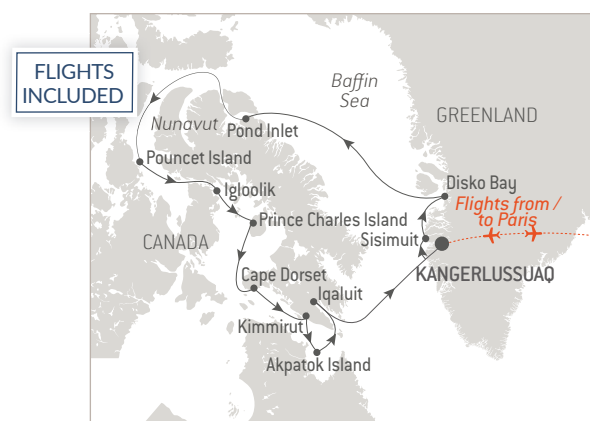 FLIGHTS
INCLUDED
Baffin
Sea
GREENLAND
Nunavut
Pond Inlet
Pouncet Island
Igloolik
Disko Bay
Flights from /
to Paris
Prince Charles Island
Sisimuit
CANADA
KANGERLUSSUAQ
Cape Dorset
Iqaluit
Kimmirut
Akpatok Island